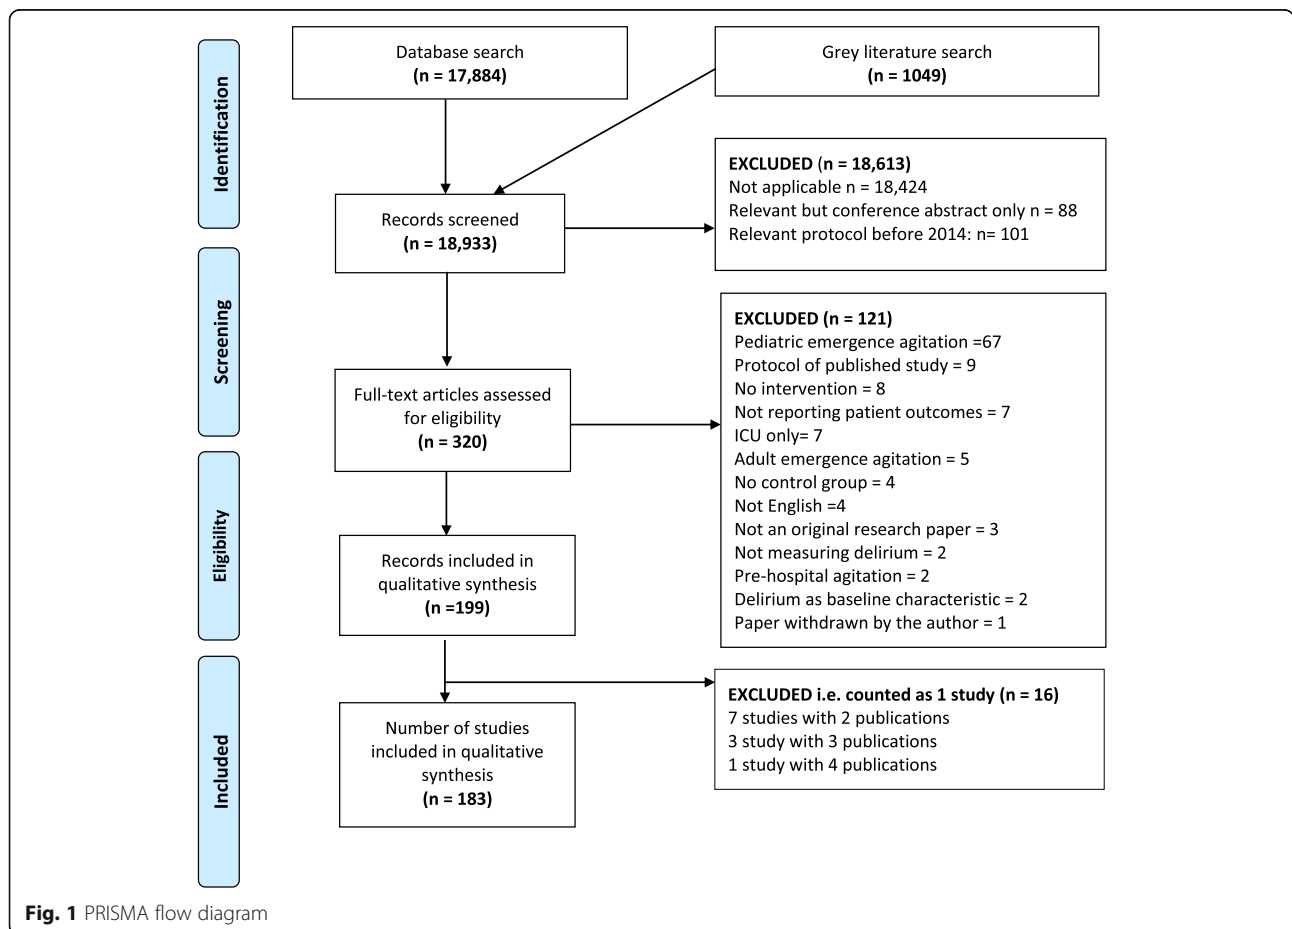 Identification
Database search
(n = 17,884)
Grey literature search
(n = 1049)
Records screened
(n = 18,933)
EXCLUDED (n = 18,613)
Not applicable n = 18,424
Relevant but conference abstract only n = 88
Relevant protocol before 2014: n= 101
Screening
Full-text articles assessed
for eligibility
(n = 320)
EXCLUDED (n = 121)
Pediatric emergence agitation =67
Protocol of published study = 9
No intervention = 8
Not reporting patient outcomes = 7
ICU only= 7
Adult emergence agitation = 5
No control group = 4
Not English =4
Not an original research paper = 3
Not measuring delirium = 2
Pre-hospital agitation = 2
Delirium as baseline characteristic = 2
Paper withdrawn by the author = 1
Eligibility
Records included in
qualitative synthesis
(n =199)
EXCLUDED i.e. counted as 1 study (n = 16)
7 studies with 2 publications
3 study with 3 publications
1 study with 4 publications
Included
Number of studies
included in qualitative
synthesis
(n = 183)
Fig. 1 PRISMA flow diagram